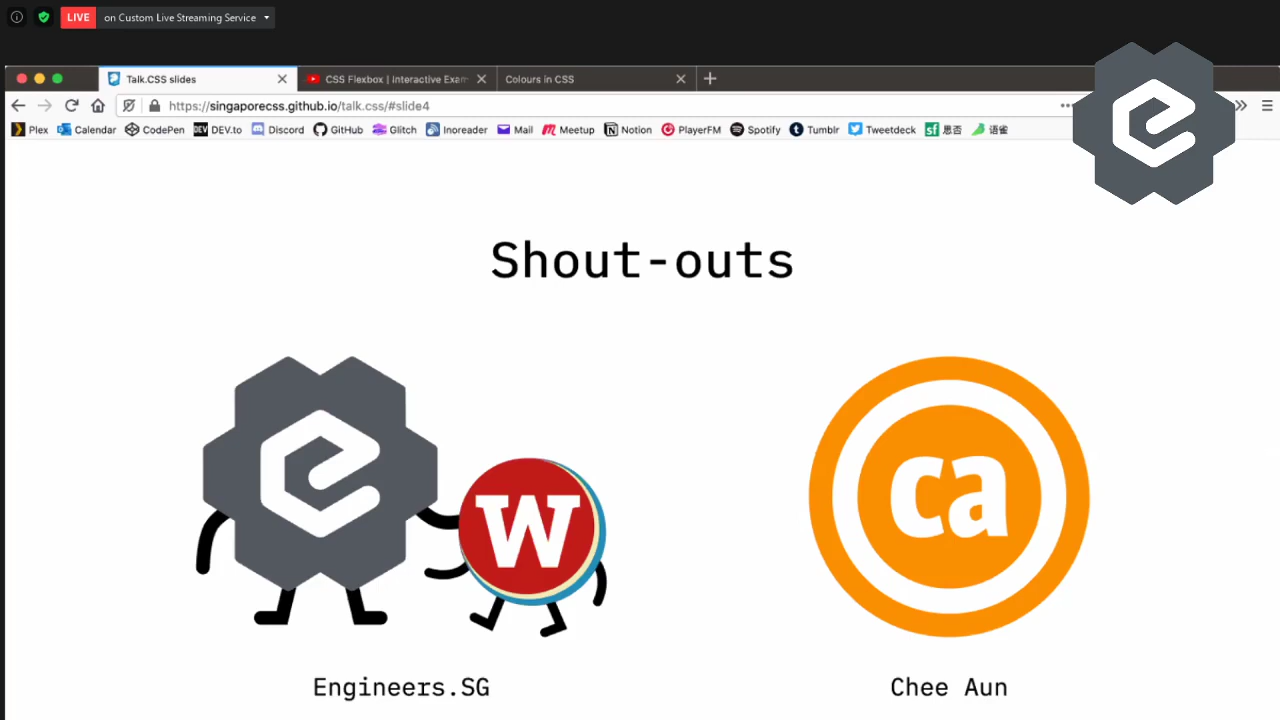 LIVE on Custom Live Streaming Service
Talk.CSS slides CSS Flexbox | Interactive Exam Colours in CSS
https://singaporecss.github.io/talk.css/#slide4
Plex Calendar CodePen DEV DEV.to Discord GitHub Glitch Inoreader Mail Meetup Notion PlayerFM Spotify Tumblr Tweetdeck sf 思否 语雀
e
Shout-outs
e W ca
Engineers.SG Chee Aun